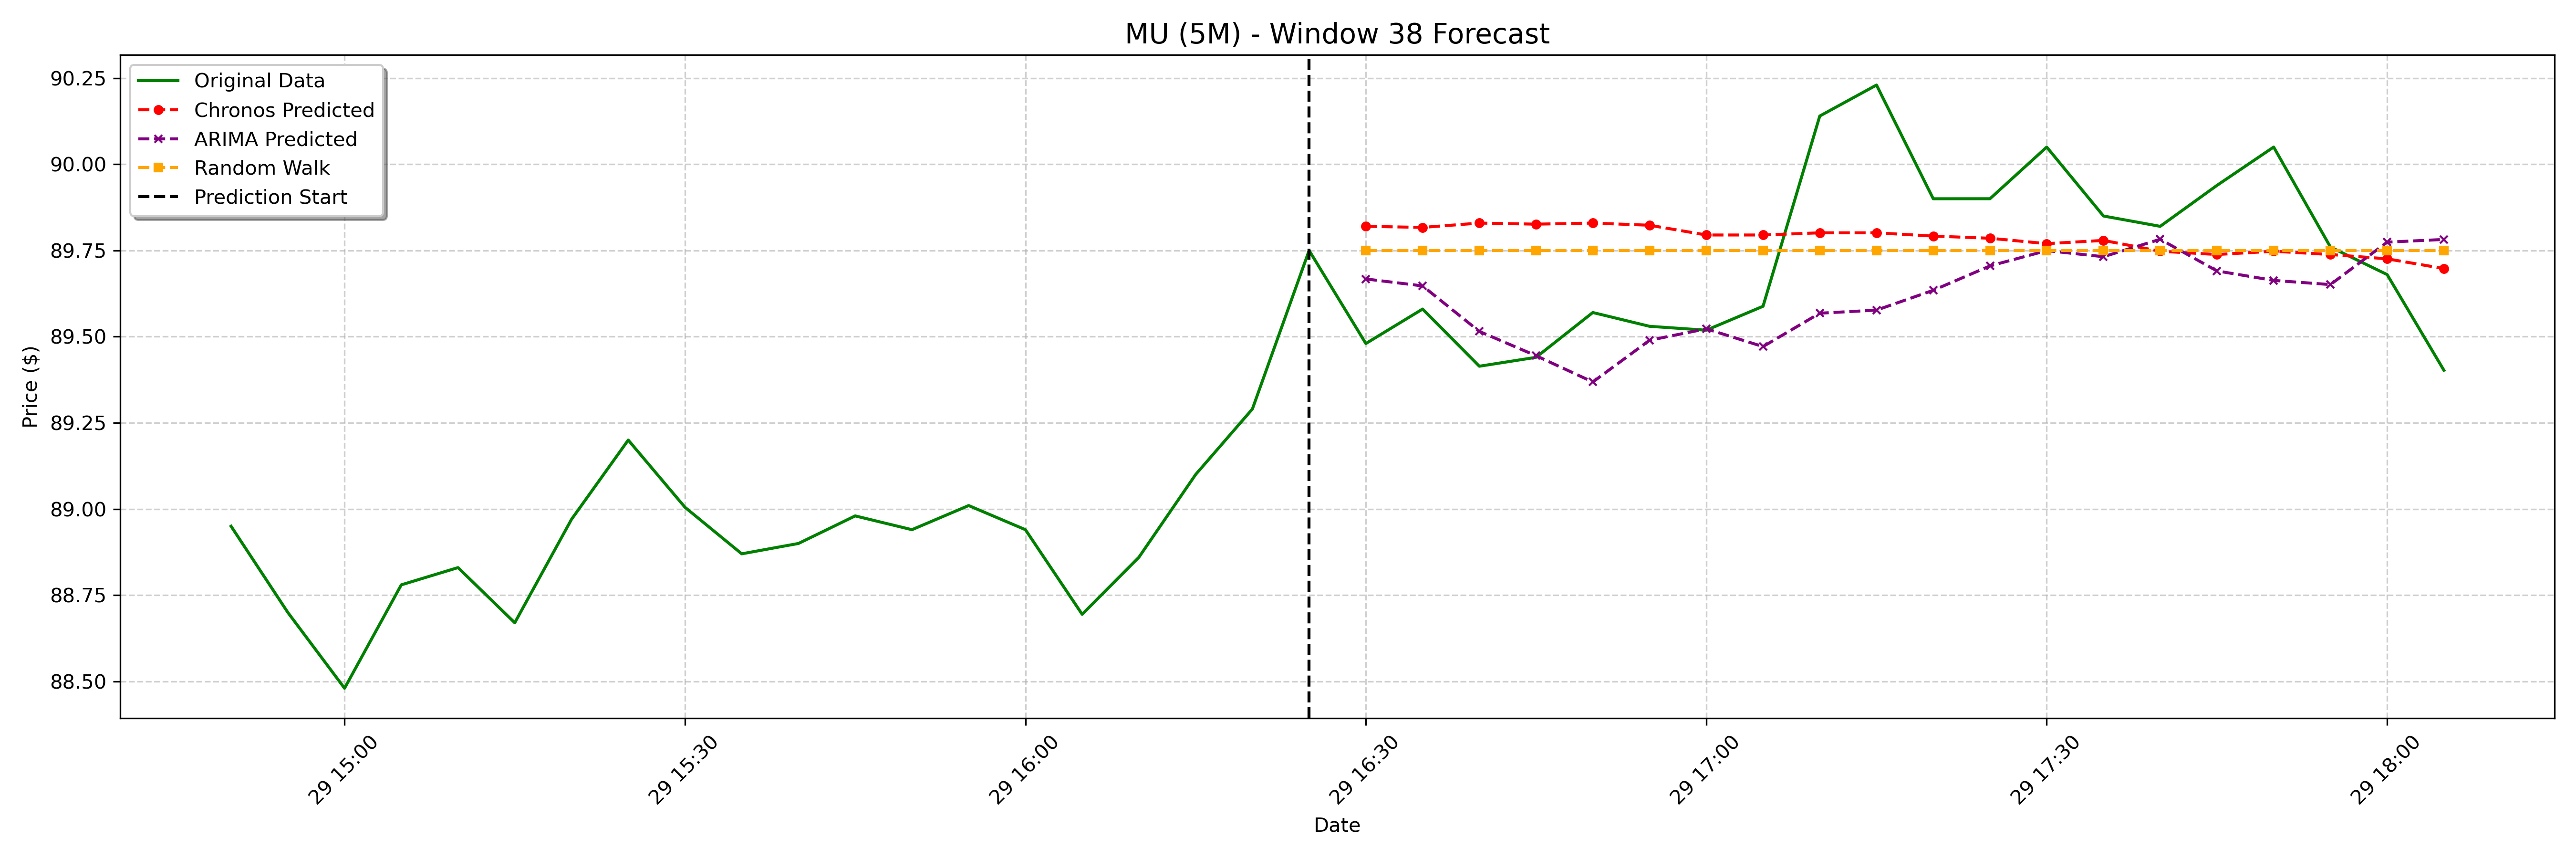 MU (5M) - Window 38 Forecast
Original Data
Chronos Predicted
ARIMA Predicted
Random Walk
Prediction Start
Price ($)
90.25
90.00
89.75
89.50
89.25
89.00
88.75
88.50
29 15:00
29 15:30
29 16:00
29 16:30
29 17:00
29 17:30
29 18:00
Date